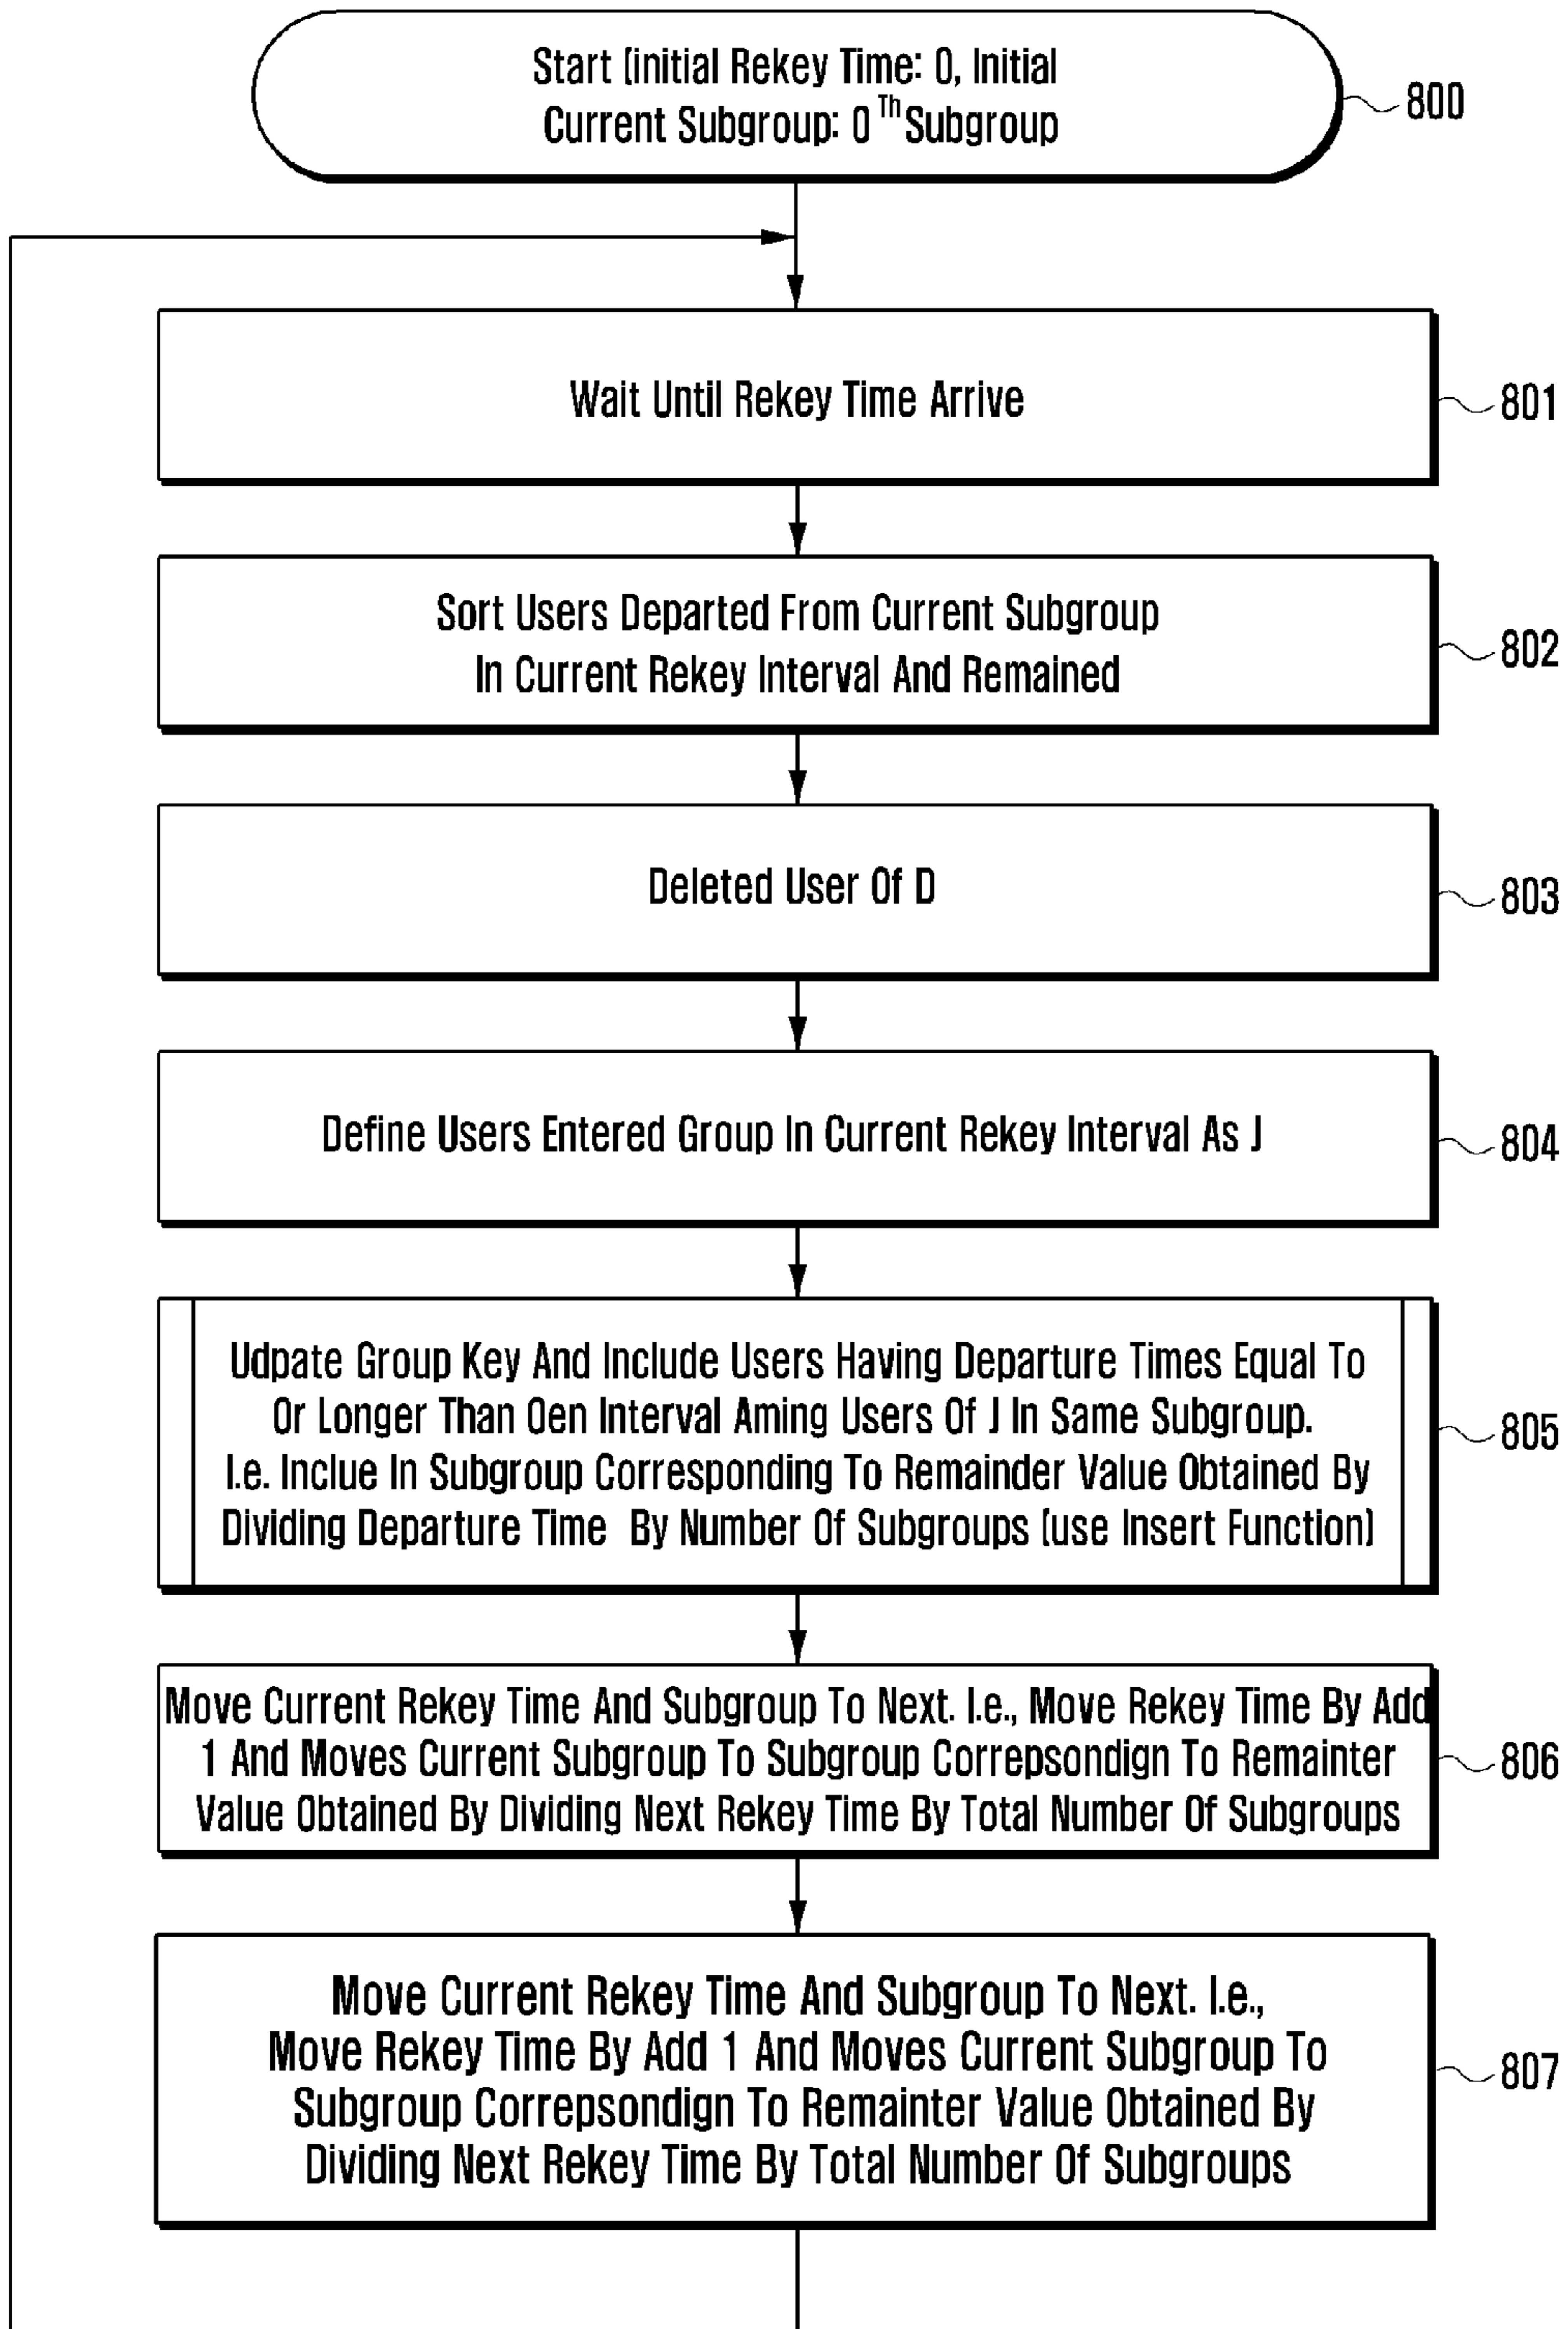 Start (initial Rekey Time: 0, Initial
Current Subgroup: 0 Th Subgroup
800
Wait Until Rekey Time Arrive
801
Sort Users Departed From Current Subgroup
In Current Rekey Interval And Remained
802
Deleted User Of D
803
Define Users Entered Group In Current Rekey Interval As J
804
Udpate Group Key And Include Users Having Departure Times Equal To
Or Longer Than Oen Interval Aming Users Of J In Same Subgroup.
I.e. Inclue In Subgroup Corresponding To Remainder Value Obtained By
Dividing Departure Time By Number Of Subgroups (use Insert Function)
805
Move Current Rekey Time And Subgroup To Next. I.e., Move Rekey Time By Add
1 And Moves Current Subgroup To Subgroup Correpsondign To Remainter
Value Obtained By Dividing Next Rekey Time By Total Number Of Subgroups
806
Move Current Rekey Time And Subgroup To Next. I.e.,
Move Rekey Time By Add 1 And Moves Current Subgroup To
Subgroup Correpsondign To Remainter Value Obtained By
Dividing Next Rekey Time By Total Number Of Subgroups
807